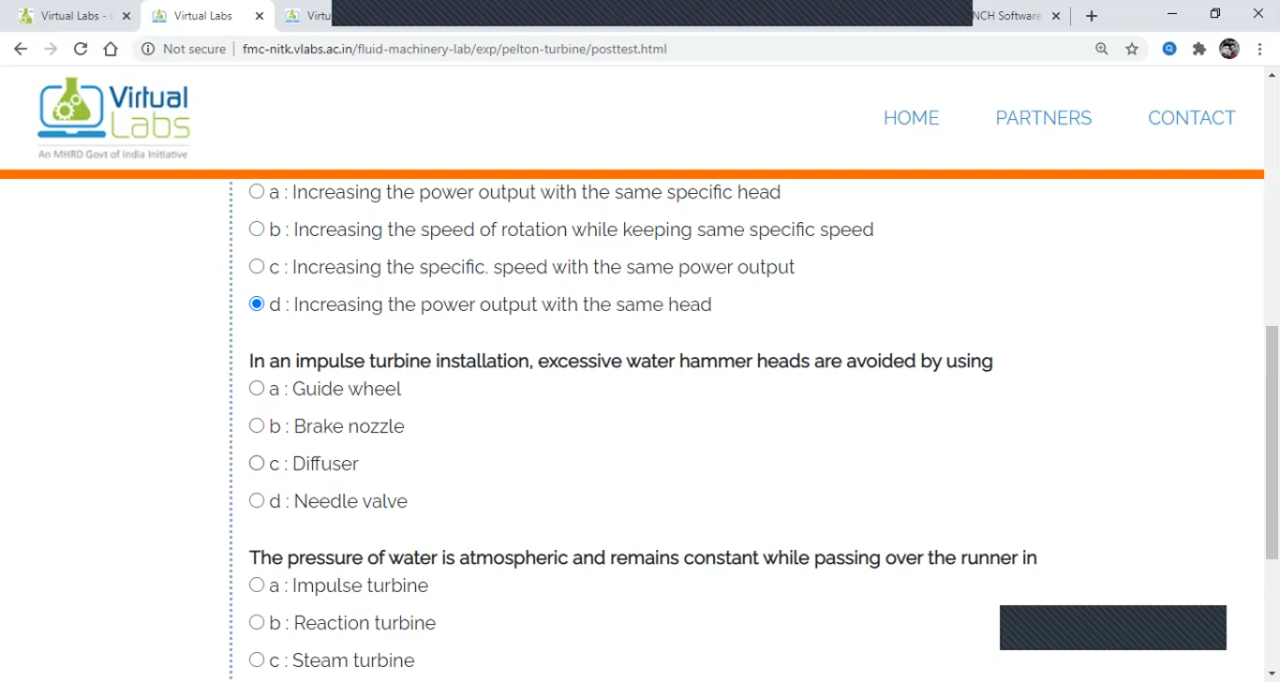 Virtual Labs -
Virtual Labs
Virtu
NCH Software
Not secure
fmc-nitk.vlabs.ac.in/fluid-machinery-lab/exp/pelton-turbine/posttest.html
Virtual
Labs
An MHRD Govt of India Initiative
HOME
PARTNERS
CONTACT
a : Increasing the power output with the same specific head
b : Increasing the speed of rotation while keeping same specific speed
c : Increasing the specific. speed with the same power output
d : Increasing the power output with the same head
In an impulse turbine installation, excessive water hammer heads are avoided by using
a : Guide wheel
b : Brake nozzle
c : Diffuser
d : Needle valve
The pressure of water is atmospheric and remains constant while passing over the runner in
a : Impulse turbine
b : Reaction turbine
c : Steam turbine